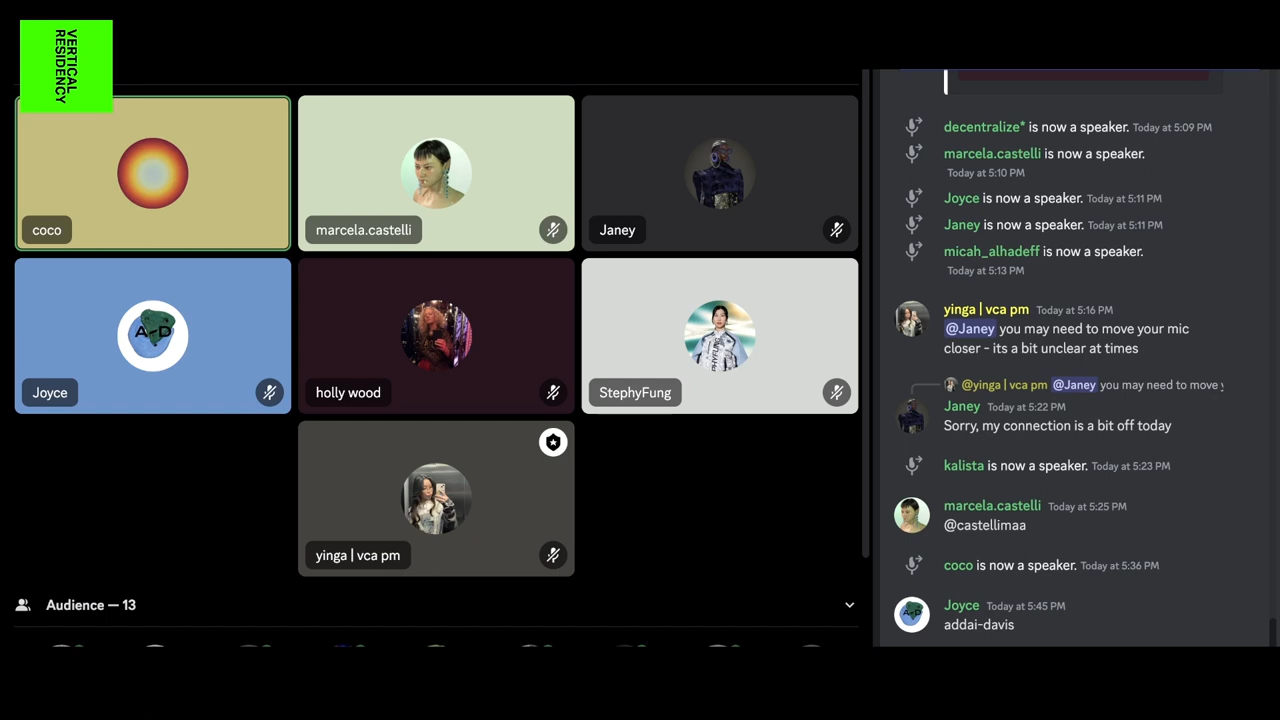 VERTICAL
RESIDENCY
coco
marcela.castelli
Janey
Joyce
A-D
holly wood
StephyFung
yinga | vca pm
Audience — 13
decentralize* is now a speaker. Today at 5:09 PM
marcela.castelli is now a speaker.
Today at 5:10 PM
Joyce is now a speaker. Today at 5:11 PM
Janey is now a speaker. Today at 5:11 PM
micah_alhadeff is now a speaker.
Today at 5:13 PM
yinga | vca pm Today at 5:16 PM
@Janey you may need to move your mic
closer - its a bit unclear at times
@yinga | vca pm @Janey you may need to move
Janey Today at 5:22 PM
Sorry, my connection is a bit off today
kalista is now a speaker. Today at 5:23 PM
marcela.castelli Today at 5:25 PM
@castellimaa
coco is now a speaker. Today at 5:36 PM
Joyce Today at 5:45 PM
addai-davis